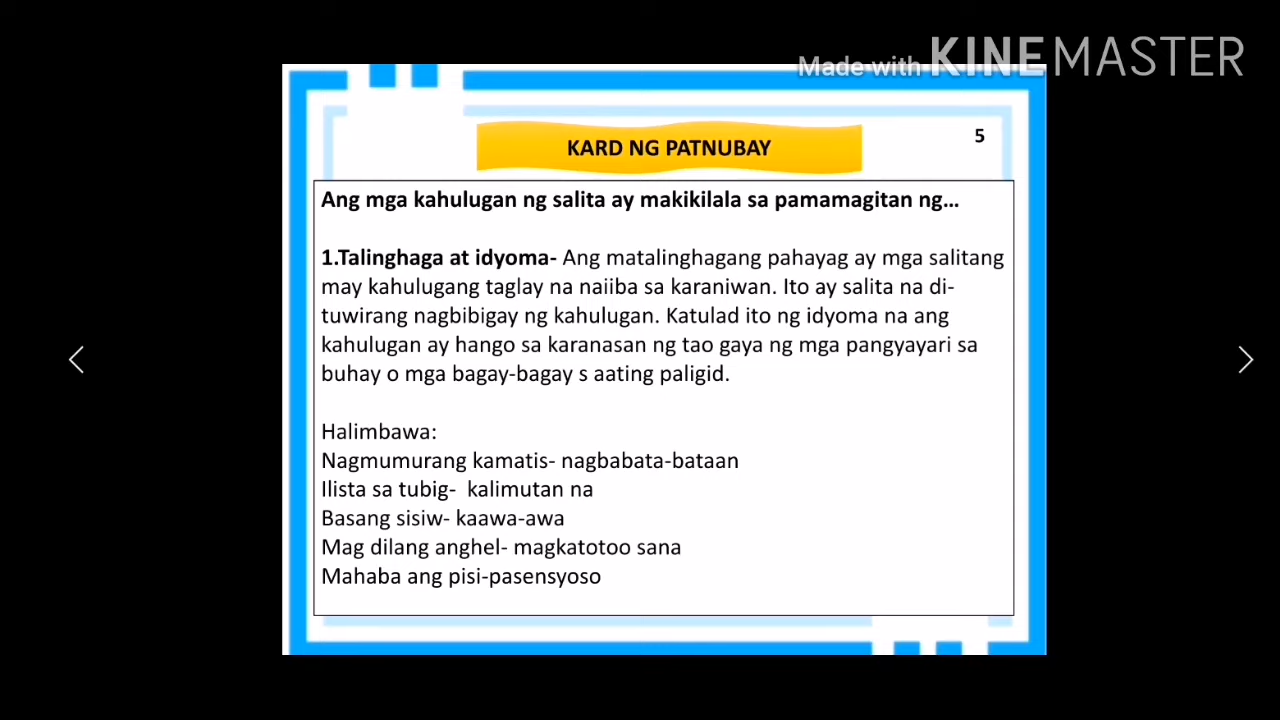 Made with KINEMASTER
KARD NG PATNUBAY
5
Ang mga kahulugan ng salita ay makikilala sa pamamagitan ng...
1.Talinghaga at idyoma- Ang matalinghagang pahayag ay mga salitang
may kahulugang taglay na naiiba sa karaniwan. Ito ay salita na di-
tuwirang nagbibigay ng kahulugan. Katulad ito ng idyoma na ang
kahulugan ay hango sa karanasan ng tao gaya ng mga pangyayari sa
buhay o mga bagay-bagay s aating paligid.
Halimbawa:
Nagmumurang kamatis- nagbabata-bataan
Ilista sa tubig-  kalimutan na
Basang sisiw- kaawa-awa
Mag dilang anghel- magkatotoo sana
Mahaba ang pisi-pasensyoso